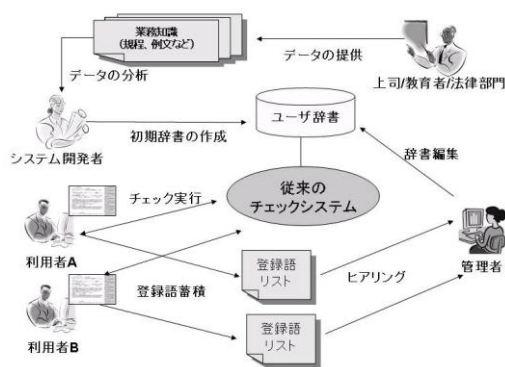 業務知識
(規程、例文など)
データの提供
データの分析
上司/教育者/法律部門
ユーザ辞書
初期辞書の作成
システム開発者
辞書編集
チェック実行
従来の
チェックシステム
利用者A
登録語
リスト
ヒアリング
管理者
登録語蓄積
登録語
リスト
利用者B